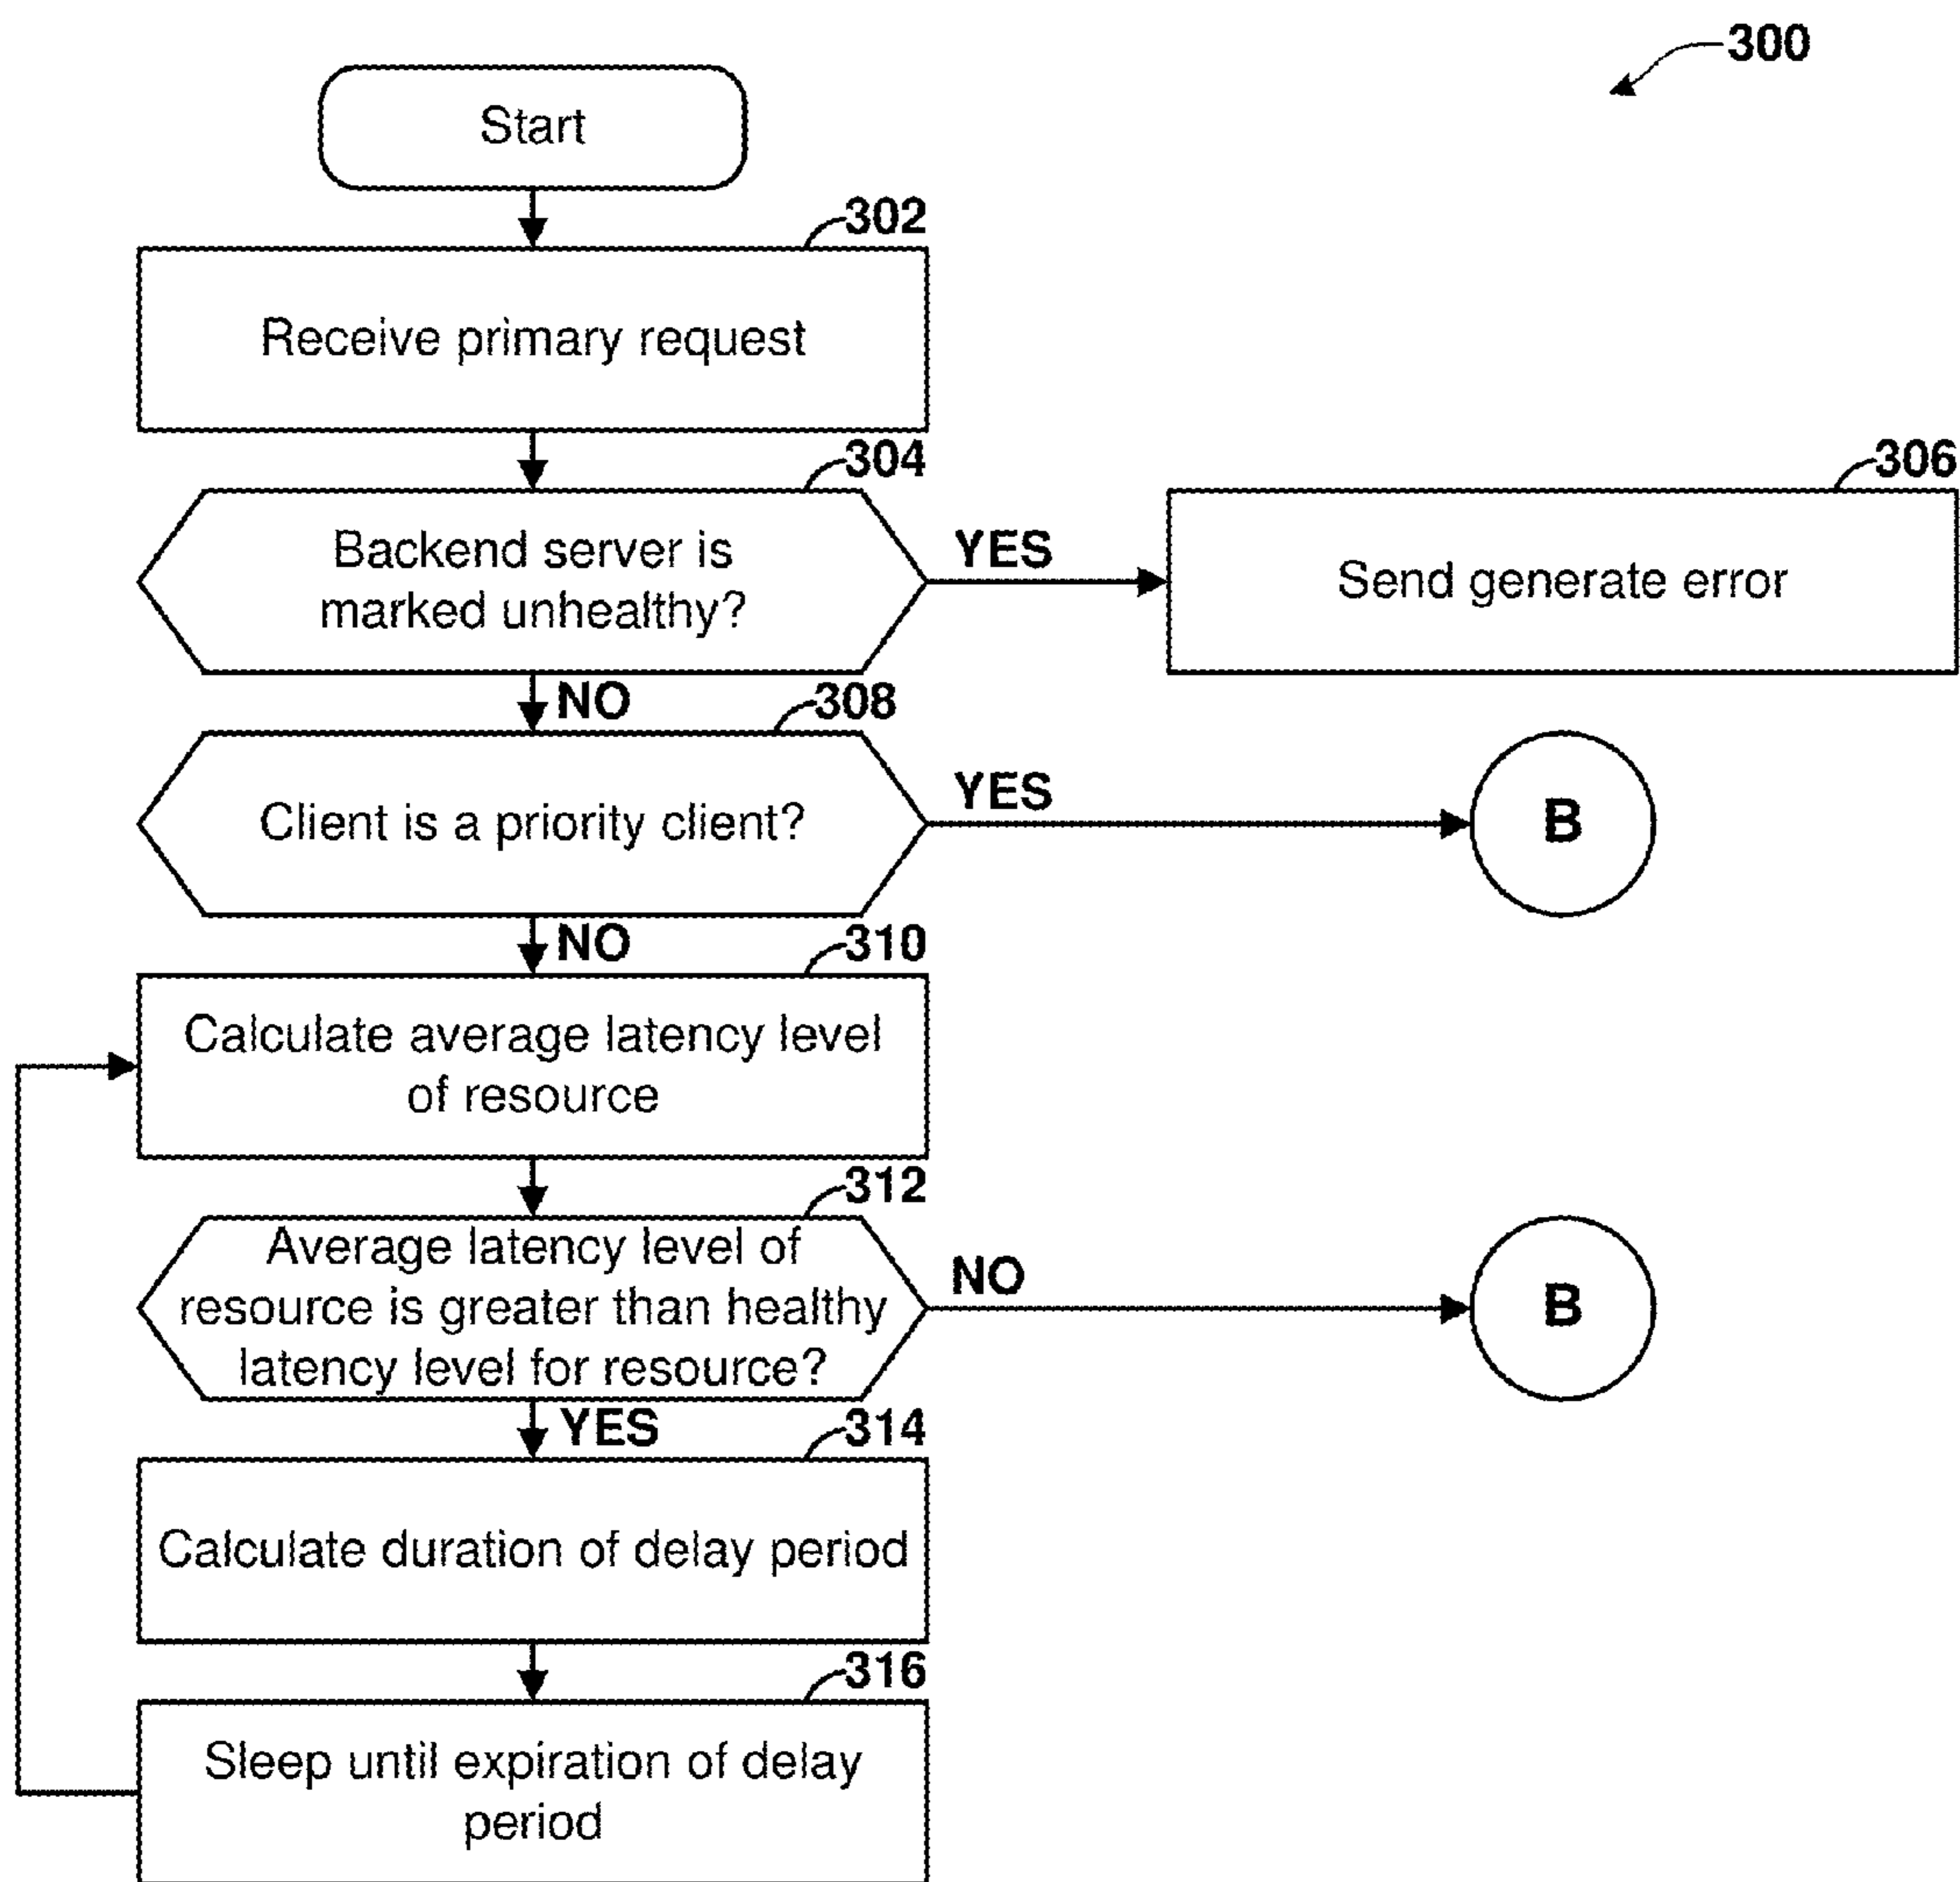 300
Start
302
Receive primary request
304
306
Backend server is
marked unhealthy?
YES
Send generate error
NO
308
Client is a priority client?
YES
B
NO
310
Calculate average latency level
of resource
312
Average latency level of
resource is greater than healthy
latency level for resource?
NO
B
YES
314
Calculate duration of delay period
316
Sleep until expiration of delay
period